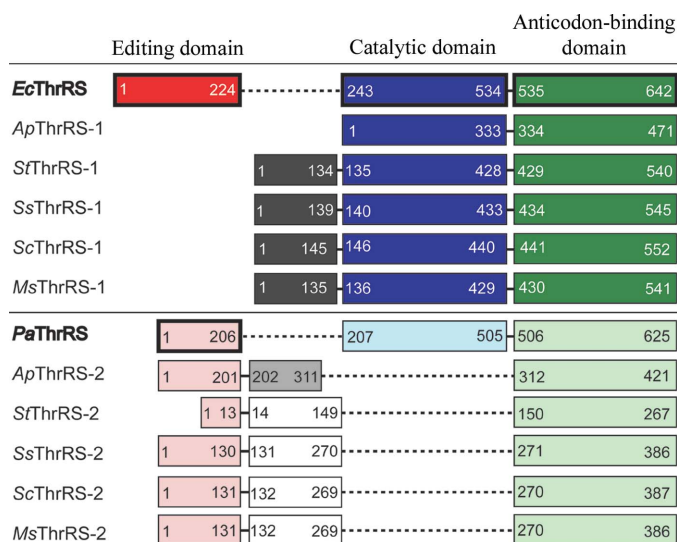 Editing domain Catalytic domain Anticodon-binding
domain
EcThrRS 1 224 243 534 535 642
ApThrRS-1 1 333 334 471
StThrRS-1 1 134 135 428 429 540
SsThrRS-1 1 139 140 433 434 545
ScThrRS-1 1 145 146 440 441 552
MsThrRS-1 1 135 136 429 430 541
PaThrRS 1 206 207 505 506 625
ApThrRS-2 1 201 202 311 312 421
StThrRS-2 1 13 14 149 150 267
SsThrRS-2 1 130 131 270 271 386
ScThrRS-2 1 131 132 269 270 387
MsThrRS-2 1 131 132 269 270 386